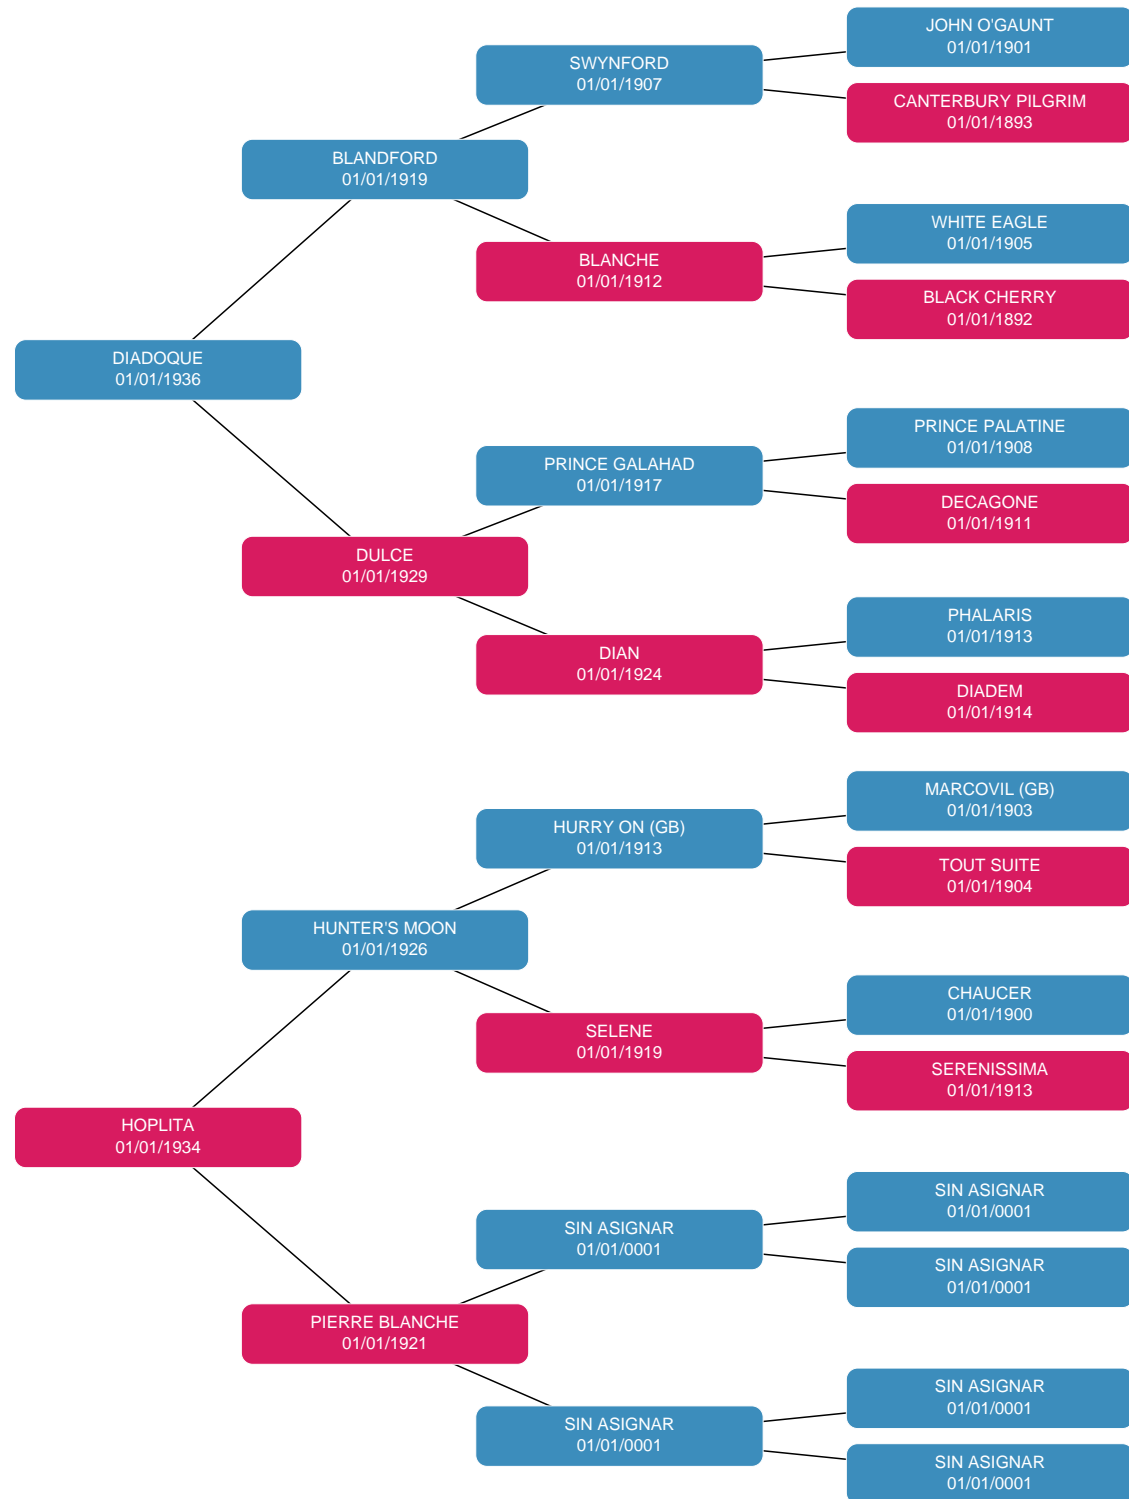 JOHN O'GAUNT
01/01/1901
SWYNFORD
01/01/1907
CANTERBURY PILGRIM
01/01/1893
BLANDFORD
01/01/1919
WHITE EAGLE
01/01/1905
BLANCHE
01/01/1912
BLACK CHERRY
01/01/1892
DIADOQUE
01/01/1936
PRINCE PALATINE
01/01/1908
PRINCE GALAHAD
01/01/1917
DECAGONE
01/01/1911
DULCE
01/01/1929
PHALARIS
01/01/1913
DIAN
01/01/1924
DIADEM
01/01/1914
MARCOVIL (GB)
01/01/1903
HURRY ON (GB)
01/01/1913
TOUT SUITE
01/01/1904
HUNTER'S MOON
01/01/1926
CHAUCER
01/01/1900
SELENE
01/01/1919
SERENISSIMA
01/01/1913
HOPLITA
01/01/1934
SIN ASIGNAR
01/01/0001
SIN ASIGNAR
01/01/0001
SIN ASIGNAR
01/01/0001
PIERRE BLANCHE
01/01/1921
SIN ASIGNAR
01/01/0001
SIN ASIGNAR
01/01/0001
SIN ASIGNAR
01/01/0001